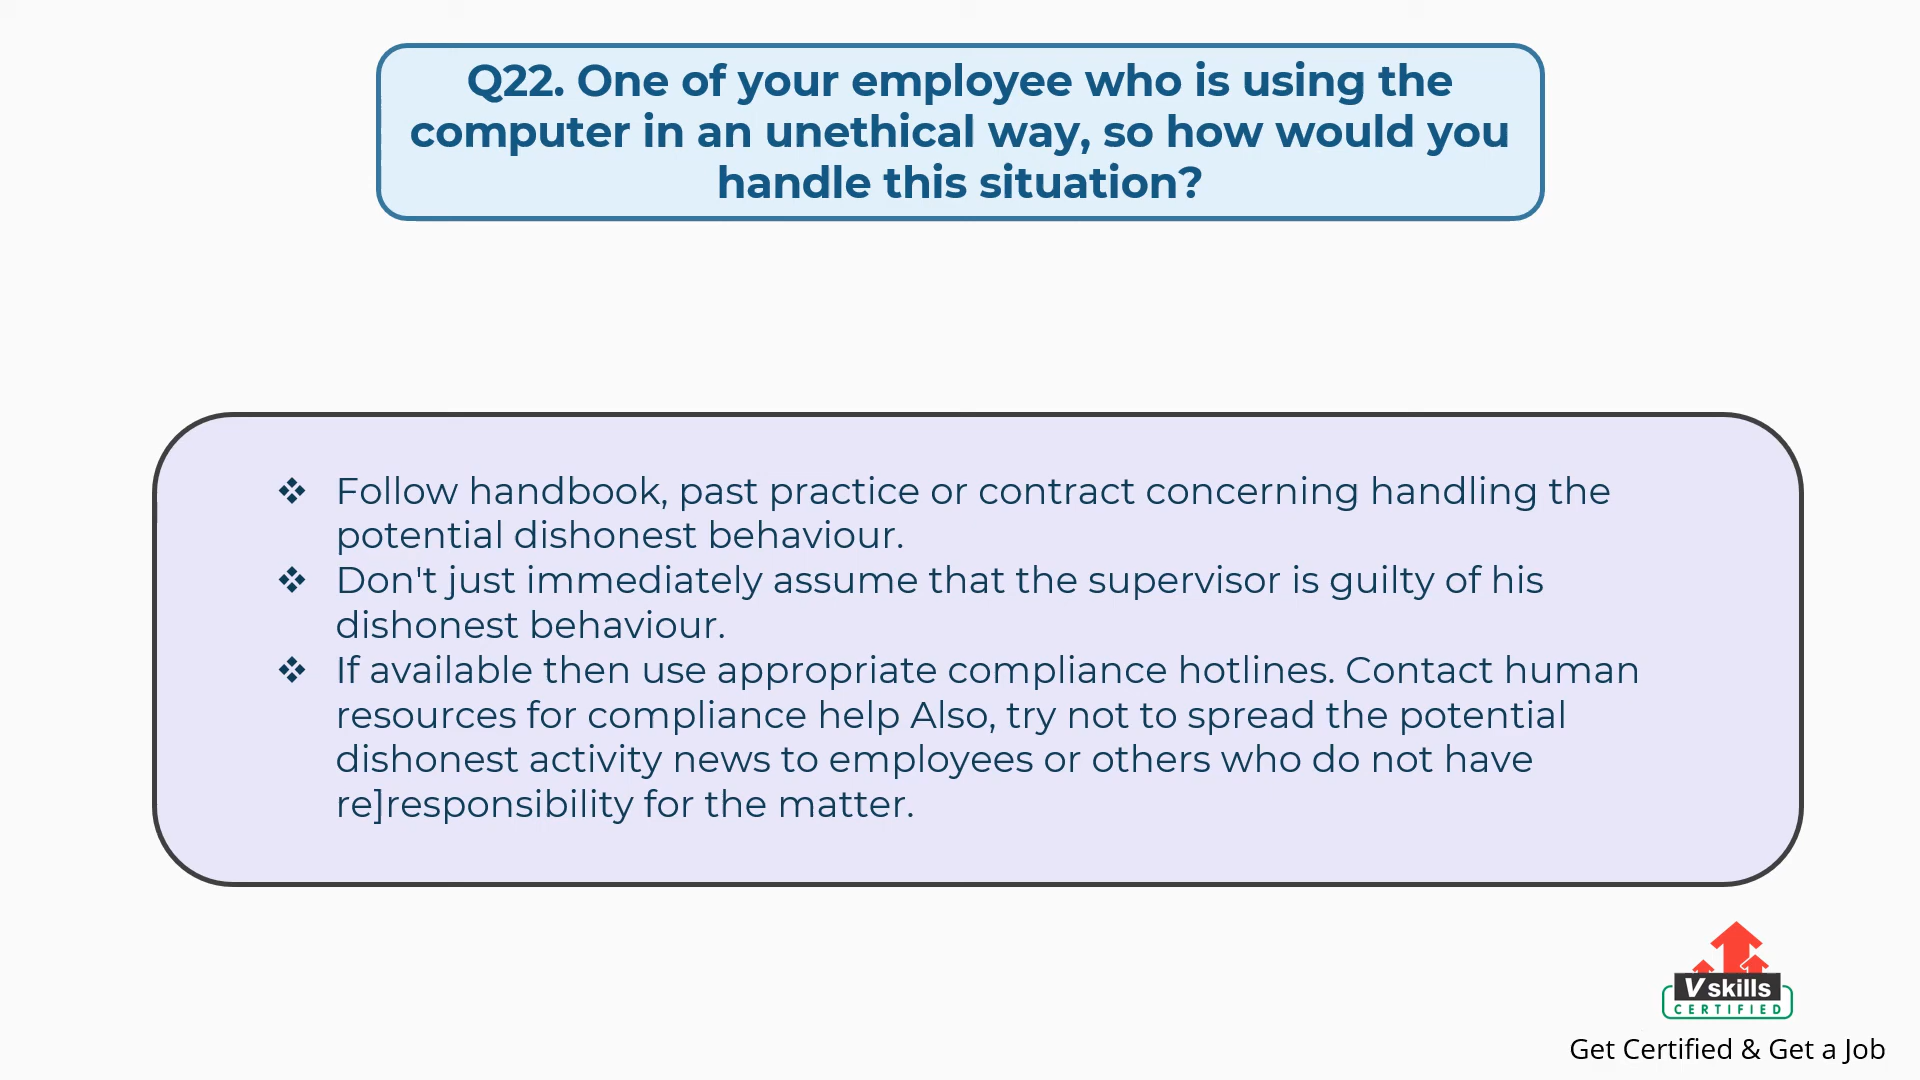 Q22. One of your employee who is using the
computer in an unethical way, so how would you
handle this situation?
❖ Follow handbook, past practice or contract concerning handling the
potential dishonest behaviour.
❖ Don't just immediately assume that the supervisor is guilty of his
dishonest behaviour.
❖ If available then use appropriate compliance hotlines. Contact human
resources for compliance help Also, try not to spread the potential
dishonest activity news to employees or others who do not have
re]responsibility for the matter.
Vskills
CERTIFIED
Get Certified & Get a Job